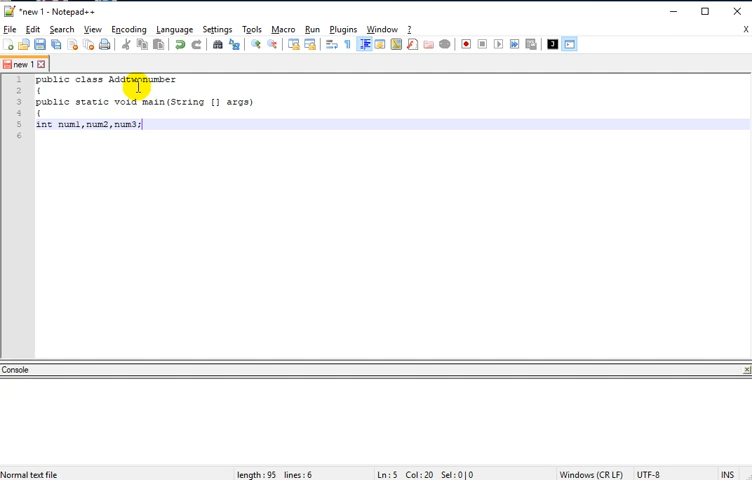 *new 1 - Notepad++
File Edit Search View Encoding Language Settings Tools Macro Run Plugins Window ? X
new 1
1 public class Addtwonumber
2 {
3 public static void main(String [] args)
4 {
5 int num1,num2,num3;
6
Console
Normal text file length : 95 lines : 6 Ln : 5 Col : 20 Sel : 0 | 0 Windows (CR LF) UTF-8 INS